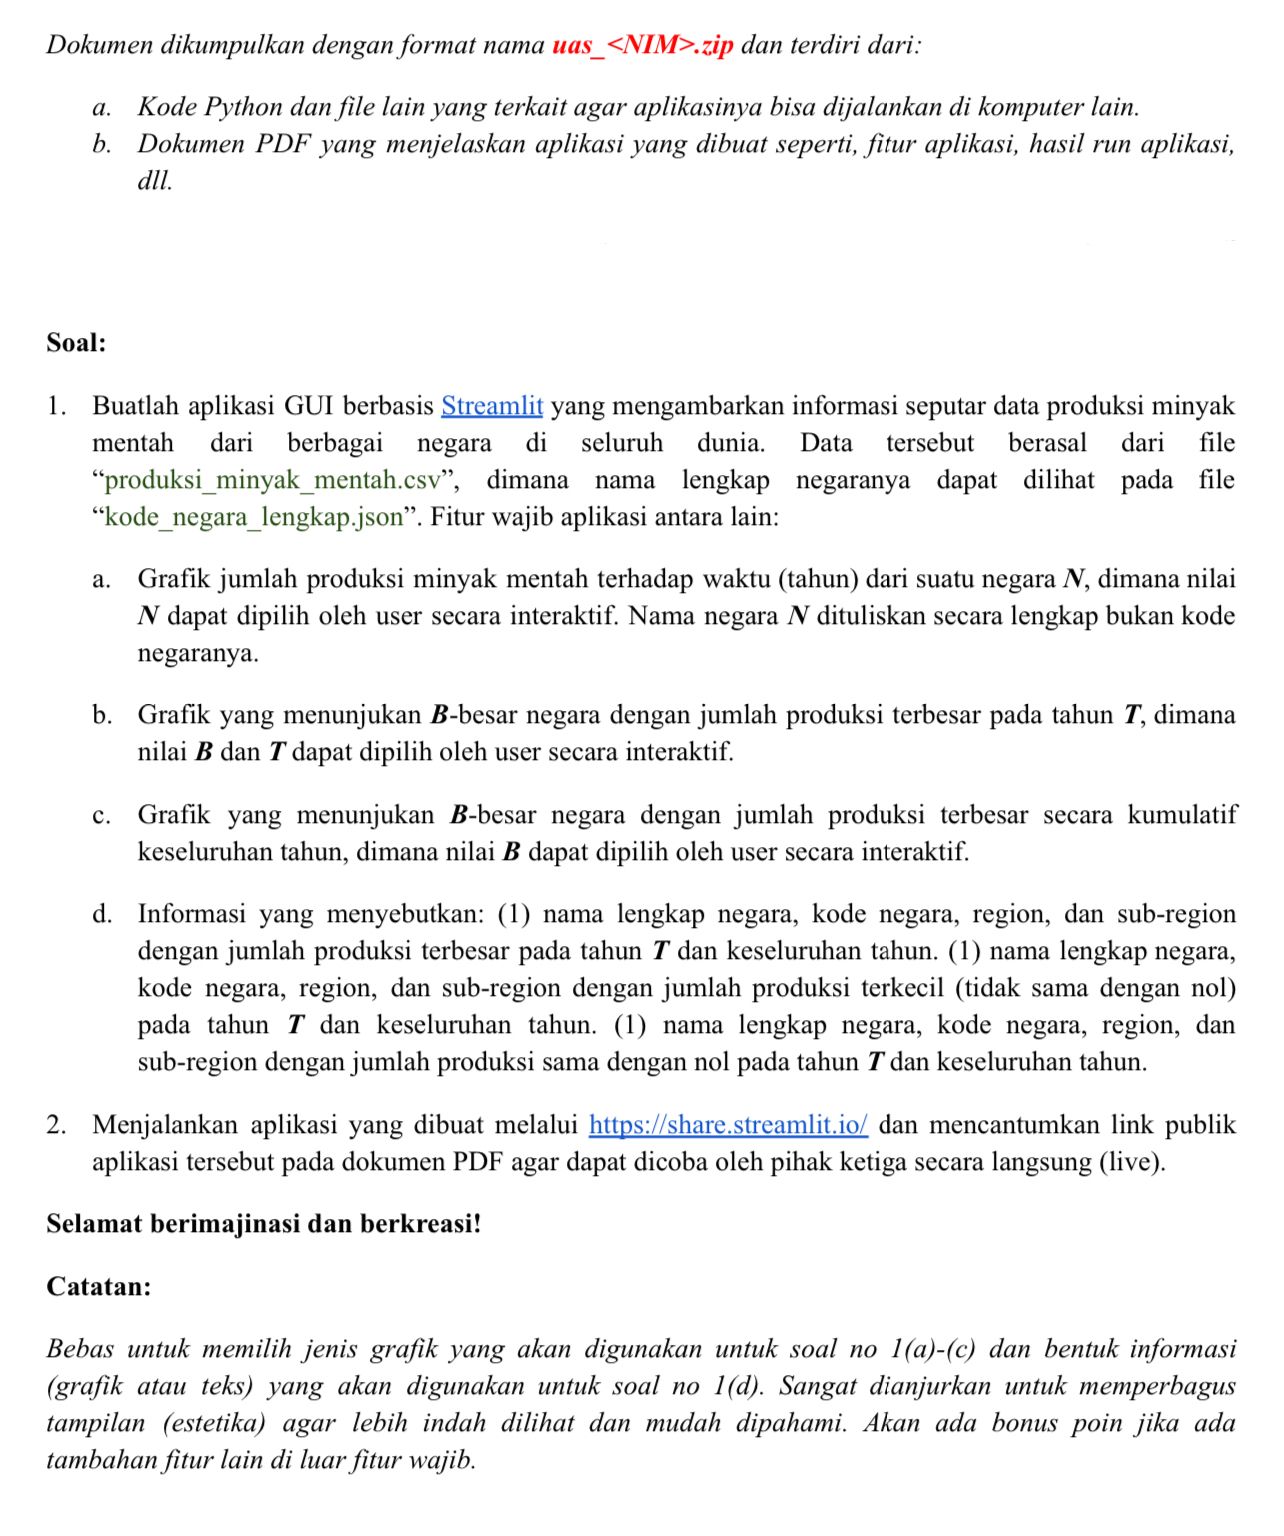 Dokumen dikumpulkan dengan format nama uas_<NIM>.zip dan terdiri dari:
a. Kode Python dan file lain yang terkait agar aplikasinya bisa dijalankan di komputer lain.
b. Dokumen PDF yang menjelaskan aplikasi yang dibuat seperti, fitur aplikasi, hasil run aplikasi,
dll.
Soal:
1. Buatlah aplikasi GUI berbasis Streamlit yang mengambarkan informasi seputar data produksi minyak
mentah dari berbagai negara di seluruh dunia. Data tersebut berasal dari file
“produksi_minyak_mentah.csv”, dimana nama lengkap negaranya dapat dilihat pada file
“kode_negara_lengkap.json”. Fitur wajib aplikasi antara lain:
a. Grafik jumlah produksi minyak mentah terhadap waktu (tahun) dari suatu negara N, dimana nilai
N dapat dipilih oleh user secara interaktif. Nama negara N dituliskan secara lengkap bukan kode
negaranya.
b. Grafik yang menunjukan B-besar negara dengan jumlah produksi terbesar pada tahun T, dimana
nilai B dan T dapat dipilih oleh user secara interaktif.
c. Grafik yang menunjukan B-besar negara dengan jumlah produksi terbesar secara kumulatif
keseluruhan tahun, dimana nilai B dapat dipilih oleh user secara interaktif.
d. Informasi yang menyebutkan: (1) nama lengkap negara, kode negara, region, dan sub-region
dengan jumlah produksi terbesar pada tahun T dan keseluruhan tahun. (1) nama lengkap negara,
kode negara, region, dan sub-region dengan jumlah produksi terkecil (tidak sama dengan nol)
pada tahun T dan keseluruhan tahun. (1) nama lengkap negara, kode negara, region, dan
sub-region dengan jumlah produksi sama dengan nol pada tahun T dan keseluruhan tahun.
2. Menjalankan aplikasi yang dibuat melalui https://share.streamlit.io/ dan mencantumkan link publik
aplikasi tersebut pada dokumen PDF agar dapat dicoba oleh pihak ketiga secara langsung (live).
Selamat berimajinasi dan berkreasi!
Catatan:
Bebas untuk memilih jenis grafik yang akan digunakan untuk soal no 1(a)-(c) dan bentuk informasi
(grafik atau teks) yang akan digunakan untuk soal no 1(d). Sangat dianjurkan untuk memperbagus
tampilan (estetika) agar lebih indah dilihat dan mudah dipahami. Akan ada bonus poin jika ada
tambahan fitur lain di luar fitur wajib.